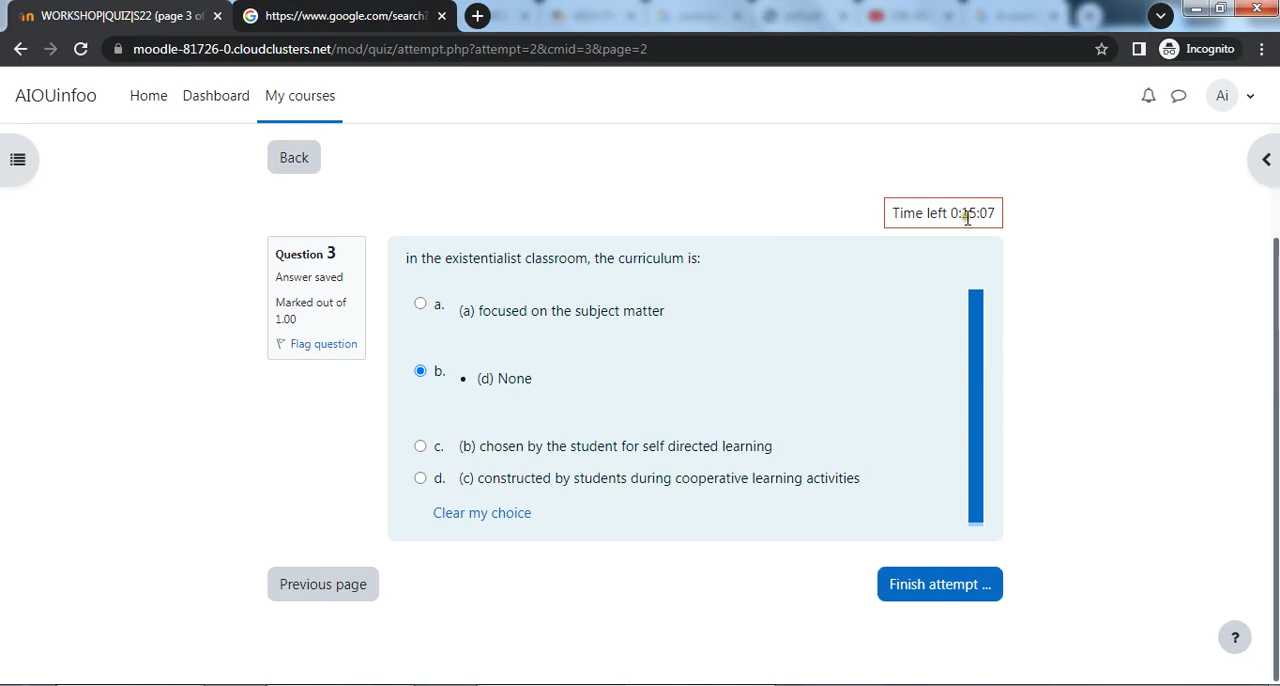 WORKSHOP|QUIZ|S22 (page 3 of
https://www.google.com/search?
moodle-81726-0.cloudclusters.net/mod/quiz/attempt.php?attempt=2&cmid=3&page=2
Incognito
AIOUinfoo Home Dashboard My courses Ai
Back
Time left 0:15:07
Question 3
Answer saved
Marked out of
1.00
Flag question
in the existentialist classroom, the curriculum is:
a. (a) focused on the subject matter
b. • (d) None
c. (b) chosen by the student for self directed learning
d. (c) constructed by students during cooperative learning activities
Clear my choice
Previous page
Finish attempt ...
?